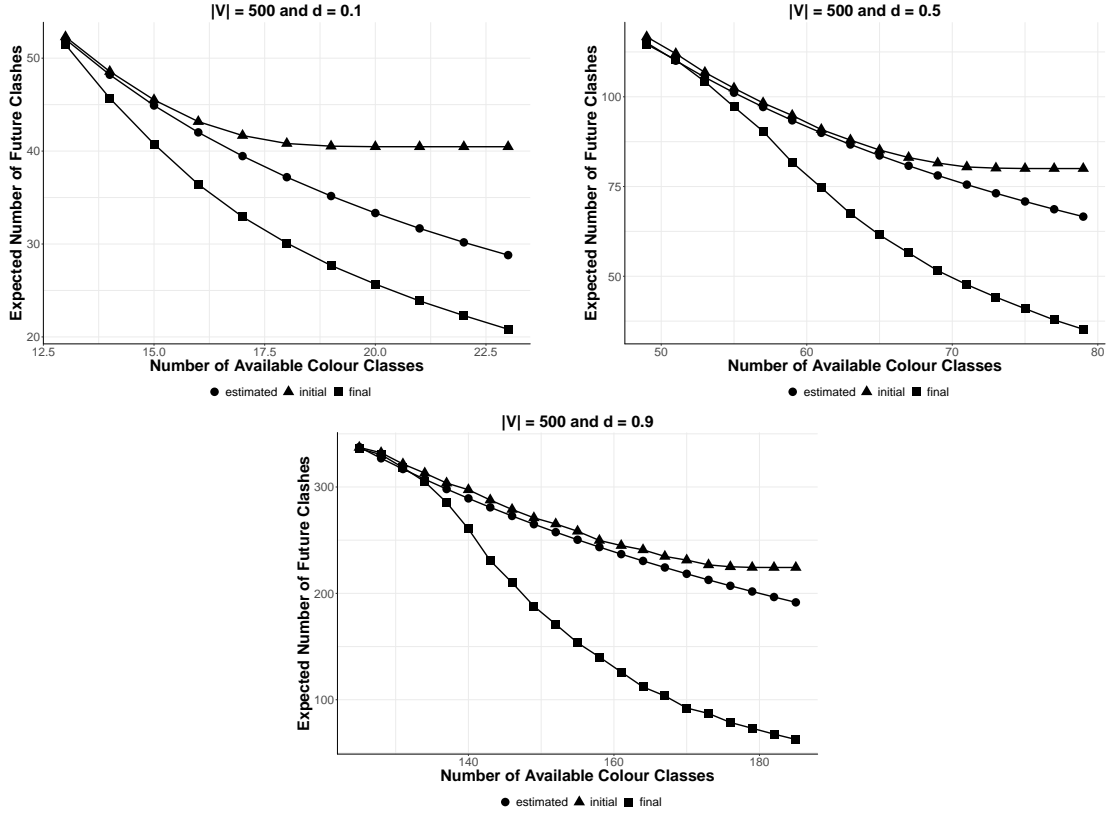 |V| = 500 and d = 0.1
Expected Number of Future Clashes
50
40
30
20
12.5 15.0 17.5 20.0 22.5
Number of Available Colour Classes
estimated initial final
|V| = 500 and d = 0.5
Expected Number of Future Clashes
100
75
50
50 60 70 80
Number of Available Colour Classes
estimated initial final
|V| = 500 and d = 0.9
Expected Number of Future Clashes
300
200
100
140 160 180
Number of Available Colour Classes
estimated initial final